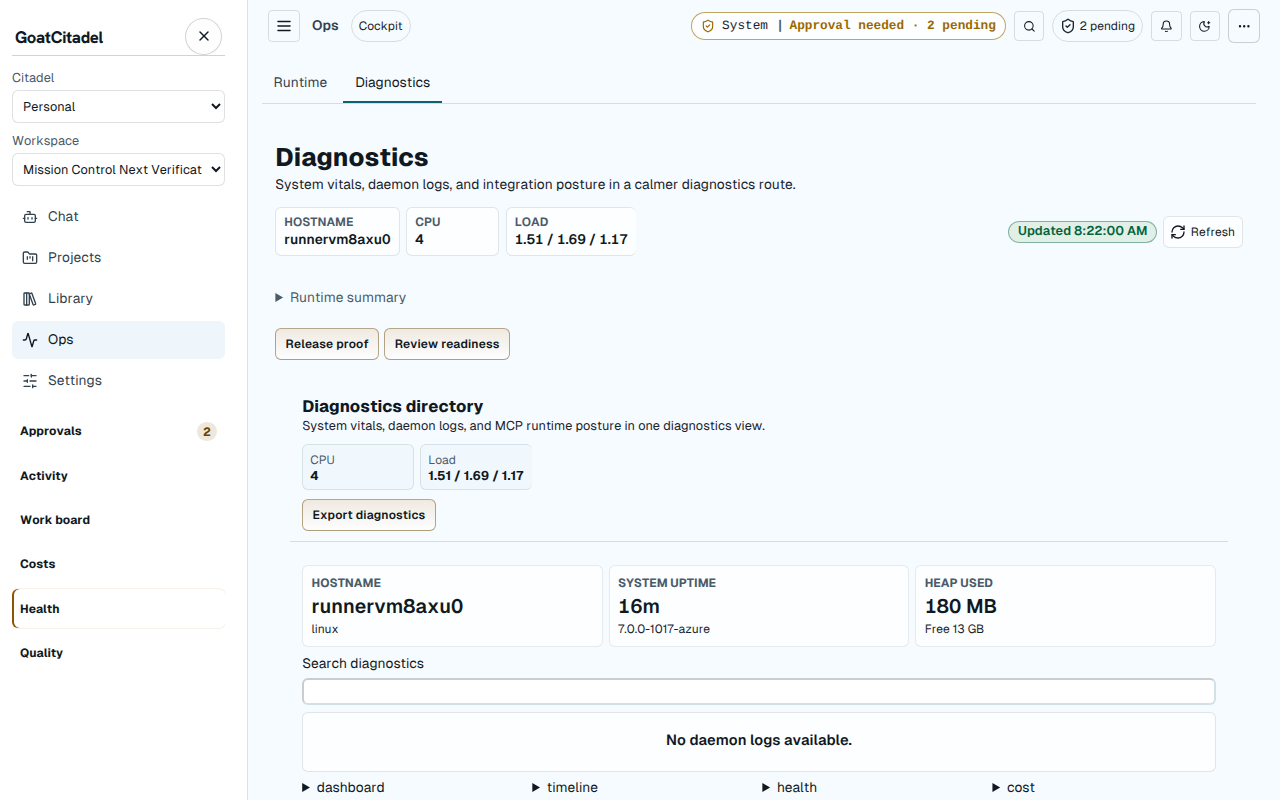 GoatCitadel
Citadel
Personal
Workspace
Mission Control Next Verificat
Chat
Projects
Library
Ops
Settings
Approvals 2
Activity
Work board
Costs
Health
Quality
Ops Cockpit System | Approval needed · 2 pending 2 pending
Runtime Diagnostics
Diagnostics
System vitals, daemon logs, and integration posture in a calmer diagnostics route.
HOSTNAME CPU LOAD
runnervm8axu0 4 1.51 / 1.69 / 1.17
Updated 8:22:00 AM Refresh
Runtime summary
Release proof Review readiness
Diagnostics directory
System vitals, daemon logs, and MCP runtime posture in one diagnostics view.
CPU Load
4 1.51 / 1.69 / 1.17
Export diagnostics
HOSTNAME SYSTEM UPTIME HEAP USED
runnervm8axu0 16m 180 MB
linux 7.0.0-1017-azure Free 13 GB
Search diagnostics
No daemon logs available.
dashboard timeline health cost